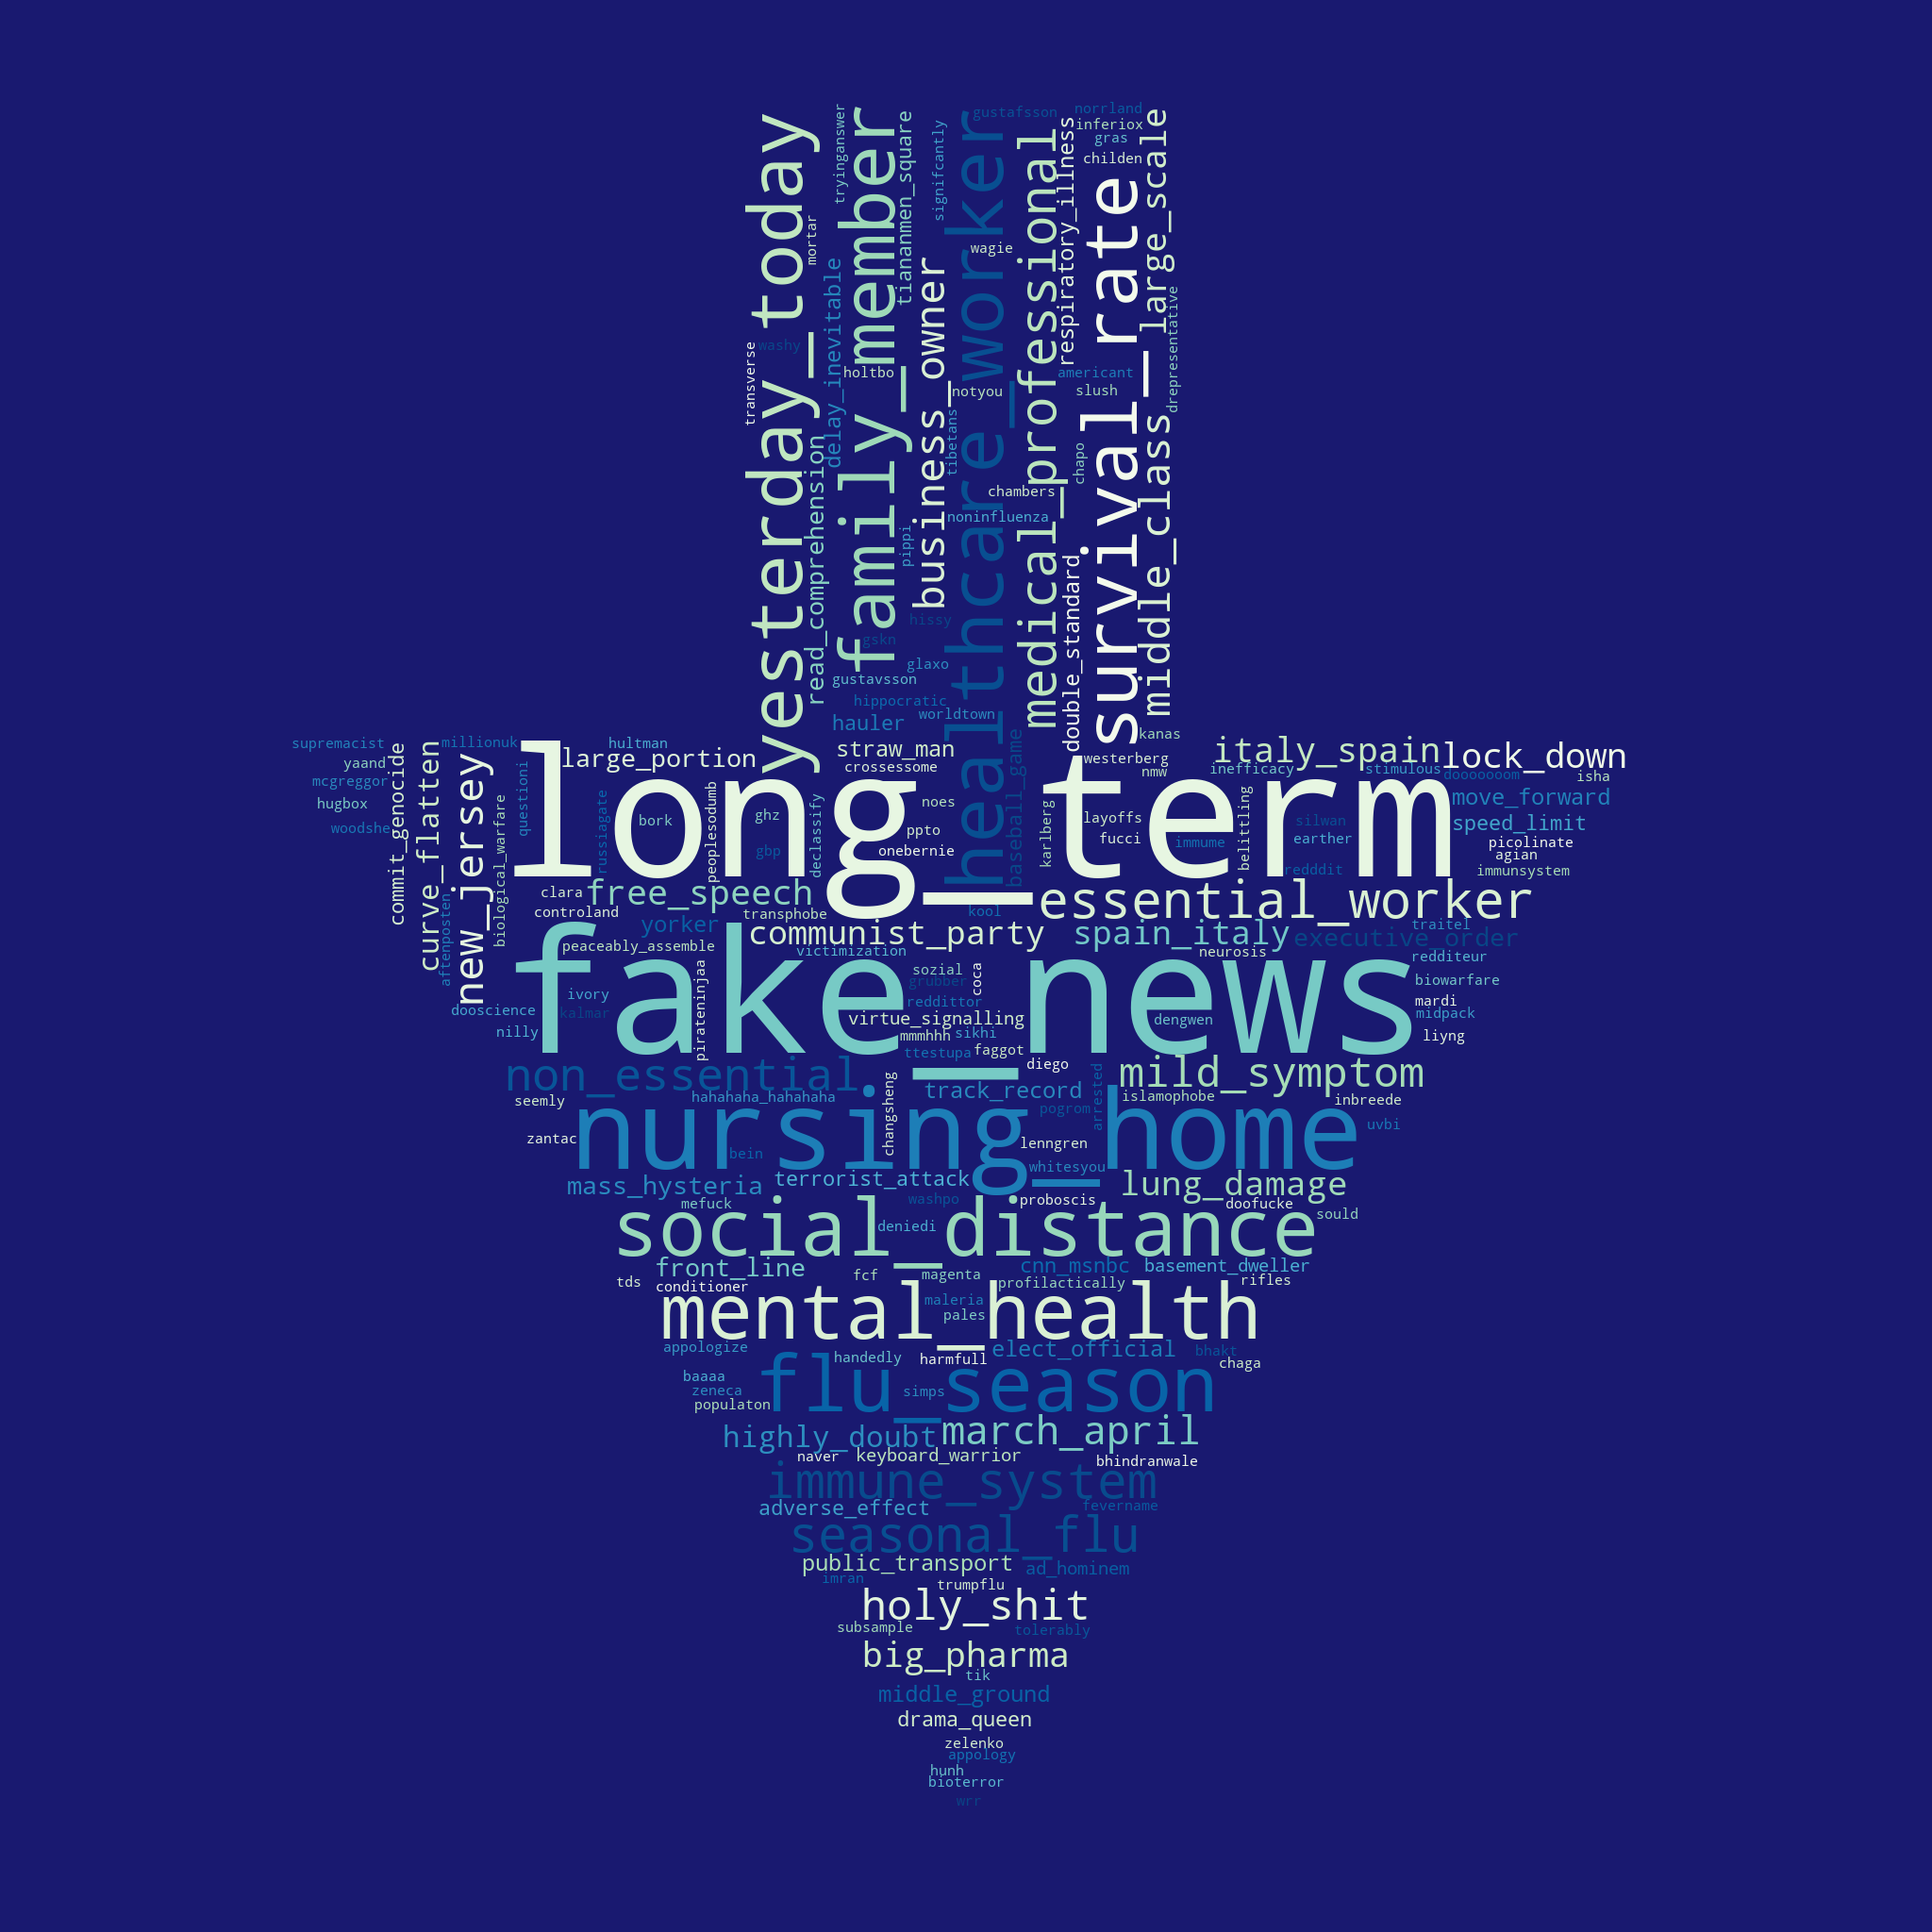 gustafsson
norrland
inferiox
gras
childen
yesterday_today
family_member
healthcare_worker
medical_professional
survival_rate
large_scale
middle_class
respiratory_illness
tiananmen_square
tryinganswer
signifcantly
mortar
wagie
business_owner
delay_inevitable
drepresentative
transverse
washy
holtbo
americant
slush
notyou
tibetans
read_comprehension
chapo
chambers
noninfluenza
pippi
double_standard
hissy
gskn
glaxo
gustavsson
hippocratic
worldtown
hauler
baseball_game
kanas
supremacist
yaand
mcgreggor
hugbox
woodshe
commit_genocide
curve_flatten
millionuk
new_jersey
biological_warfare
questioni
aftenposten
hultman
large_portion
straw_man
crossessome
westerberg
nmw
italy_spain
inefficacy
lock_down
stimulous
dooooooom
isha
long_term
russiagate
bork
peoplesodumb
ghz
gbp
declassify
noes
ppto
onebernie
karlberg
layoffs
fucci
immume
belittling
silwan
earther
redddit
move_forward
speed_limit
picolinate
agian
immunsystem
clara
controland
free_speech
transphobe
kool
essential_worker
yorker
peaceably_assemble
communist_party
victimization
spain_italy
neurosis
executive_order
traitel
redditeur
biowarfare
mardi
midpack
liyng
fake_news
dooscience
nilly
ivory
kalmar
pirateninjaa
sozial
grubber
coca
reddittor
virtue_signalling
mmmhhh
sikhi
ttestupa
faggot
diego
dengwen
non_essential
seemly
hahahaha_hahahaha
changsheng
track_record
pogrom
arrested
mild_symptom
islamophobe
inbreede
uvbi
nursing_home
zantac
bein
lenngren
whitesyou
mass_hysteria
terrorist_attack
lung_damage
mefuck
washpo
proboscis
doofucke
sould
social_distance
deniedi
front_line
cnn_msnbc
basement_dweller
tds
conditioner
fcf
magenta
profilactically
rifles
mental_health
maleria
pales
appologize
handedly
harmfull
elect_official
bhakt
chaga
baaaa
zeneca
populaton
flu_season
simps
highly_doubt
march_april
naver
keyboard_warrior
bhindranwale
immune_system
adverse_effect
fevername
seasonal_flu
public_transport
ad_hominem
imran
trumpflu
holy_shit
subsample
tolerably
big_pharma
tik
middle_ground
drama_queen
zelenko
appology
hunh
bioterror
wrr